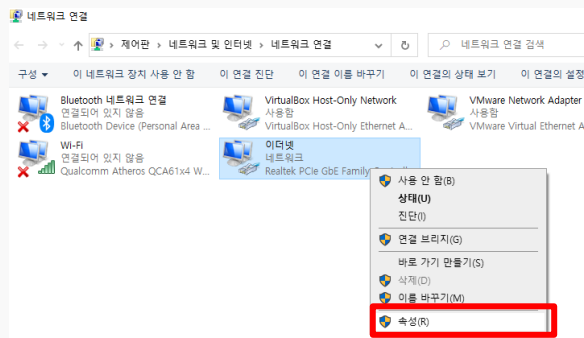 네트워크 연결
제어판 > 네트워크 및 인터넷 > 네트워크 연결
네트워크 연결 검색
구성 이 네트워크 장치 사용 안 함 이 연결 진단 이 연결 이름 바꾸기 이 연결의 상태 보기 이 연결의 설정
Bluetooth 네트워크 연결
연결되어 있지 않음
Bluetooth Device (Personal Area ...
VirtualBox Host-Only Network
사용함
VirtualBox Host-Only Ethernet A...
VMware Network Adapter
사용함
VMware Virtual Ethernet A
Wi-Fi
연결되어 있지 않음
Qualcomm Atheros QCA61x4 W...
이더넷
네트워크
Realtek PCIe GbE Family
사용 안 함(B)
상태(U)
진단(I)
연결 브리지(G)
바로 가기 만들기(S)
삭제(D)
이름 바꾸기(M)
속성(R)